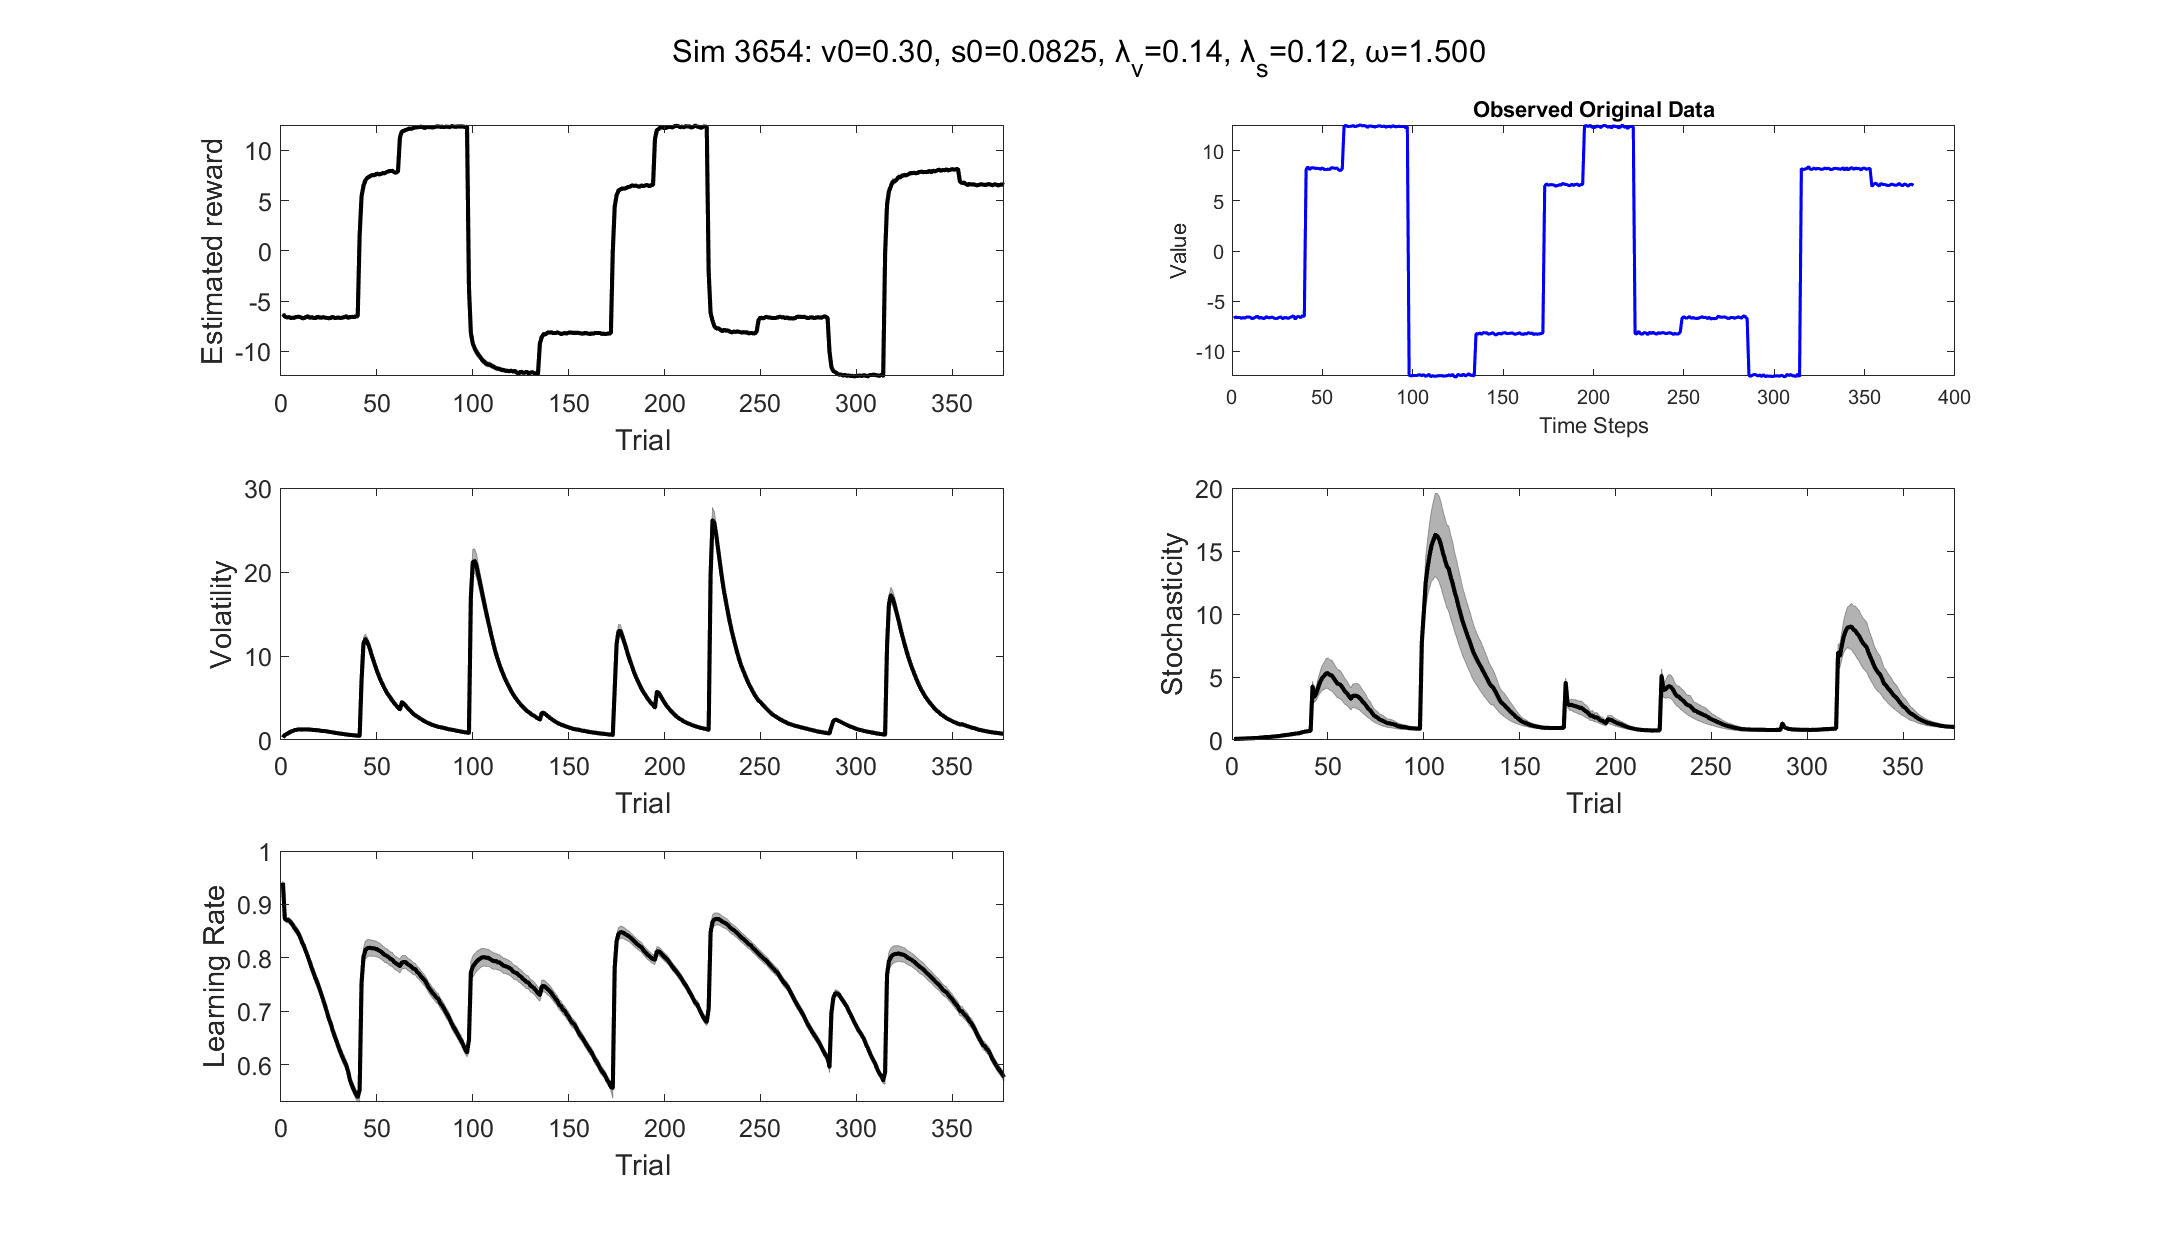 Sim 3654: v0=0.30, s0=0.0825, λ_v=0.14, λ_s=0.12, ω=1.500
Estimated reward
10
5
0
-5
-10
0 50 100 150 200 250 300 350
Trial
Observed Original Data
Value
10
5
0
-5
-10
0 50 100 150 200 250 300 350 400
Time Steps
Volatility
30
20
10
0
0 50 100 150 200 250 300 350
Trial
Stochasticity
20
15
10
5
0
0 50 100 150 200 250 300 350
Trial
Learning Rate
1
0.9
0.8
0.7
0.6
0 50 100 150 200 250 300 350
Trial